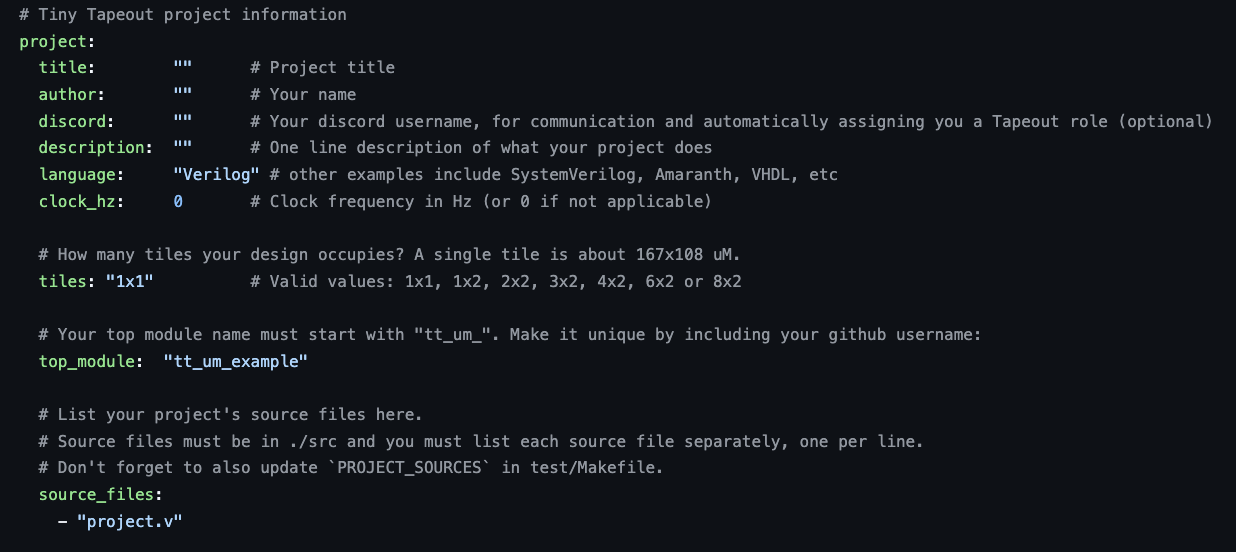 # Tiny Tapeout project information
project:
  title:        ""      # Project title
  author:       ""      # Your name
  discord:      ""      # Your discord username, for communication and automatically assigning you a Tapeout role (optional)
  description:  ""      # One line description of what your project does
  language:     "Verilog" # other examples include SystemVerilog, Amaranth, VHDL, etc
  clock_hz:     0       # Clock frequency in Hz (or 0 if not applicable)

  # How many tiles your design occupies? A single tile is about 167x108 uM.
  tiles: "1x1"          # Valid values: 1x1, 1x2, 2x2, 3x2, 4x2, 6x2 or 8x2

  # Your top module name must start with "tt_um_". Make it unique by including your github username:
  top_module:  "tt_um_example"

  # List your project's source files here.
  # Source files must be in ./src and you must list each source file separately, one per line.
  # Don't forget to also update `PROJECT_SOURCES` in test/Makefile.
  source_files:
    - "project.v"